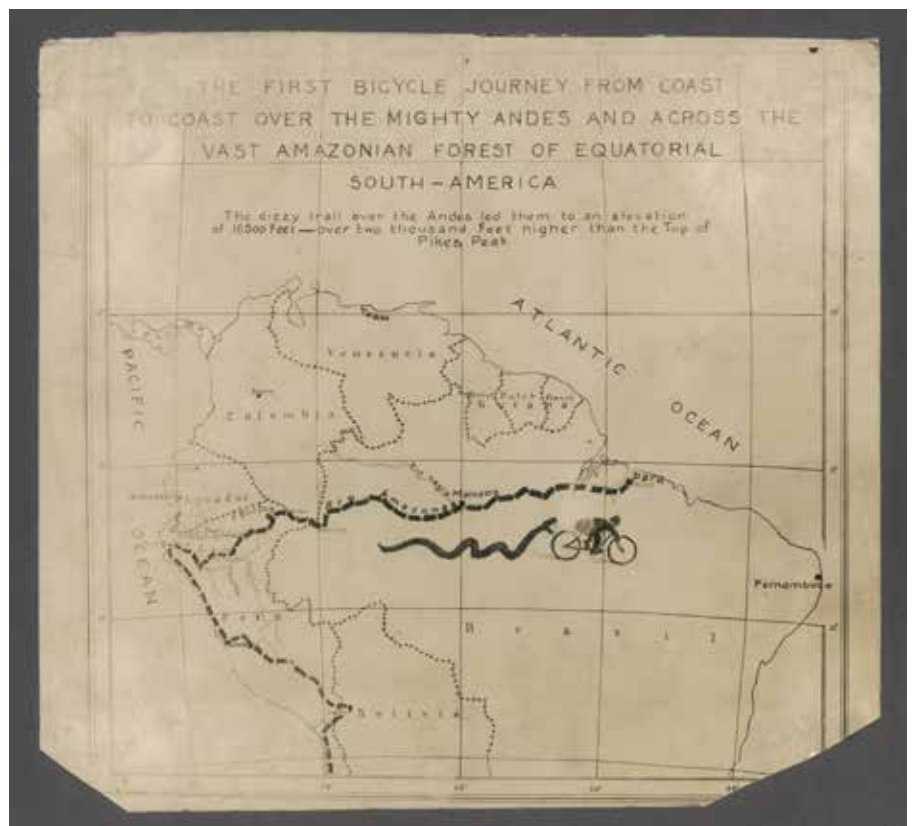 THE FIRST BICYCLE JOURNEY FROM COAST
TO COAST OVER THE MIGHTY ANDES AND ACROSS THE
VAST AMAZONIAN FOREST OF EQUATORIAL
SOUTH-AMERICA
The dizzy trail over the Andes led them to an elevation
of 16500 Feet — over two thousand feet higher than the Top of
Pikes Peak
ATLANTIC
OCEAN
PACIFIC
OCEAN
Venezuela
Colombia
Dutch
Guiana
Manaos
para
Pernambuco
Peru
Brazil
Bolivia